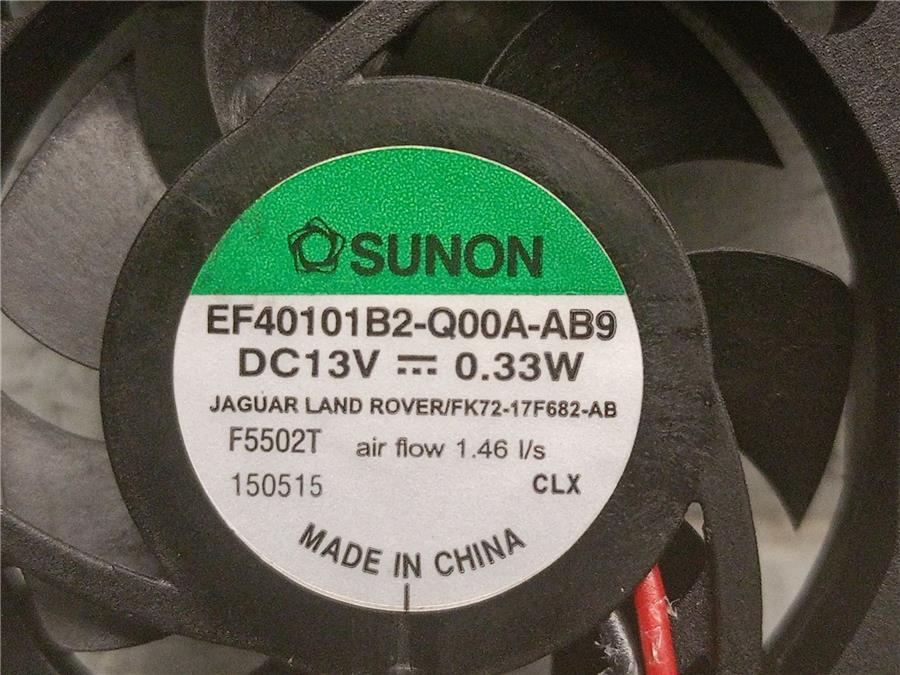 SUNON
EF40101B2-Q00A-AB9
DC13V ⎓ 0.33W
JAGUAR LAND ROVER/FK72-17F682-AB
F5502T air flow 1.46 l/s
150515 CLX
MADE IN CHINA